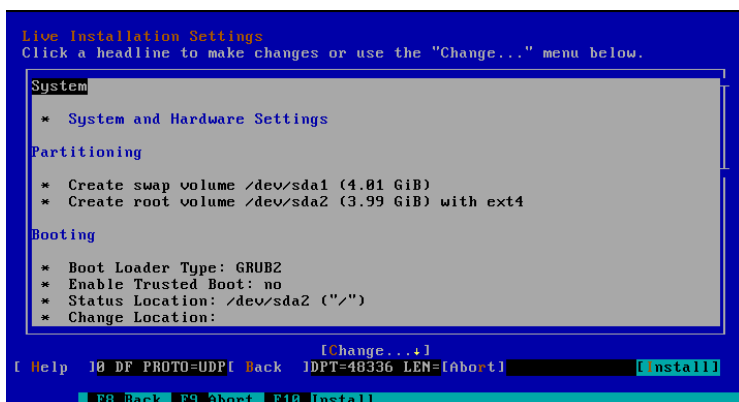 Live Installation Settings
Click a headline to make changes or use the "Change..." menu below.
System
* System and Hardware Settings
Partitioning
* Create swap volume /dev/sda1 (4.01 GiB)
* Create root volume /dev/sda2 (3.99 GiB) with ext4
Booting
* Boot Loader Type: GRUB2
* Enable Trusted Boot: no
* Status Location: /dev/sda2 ("/")
* Change Location:
[Change...↓]
[ Help ]0 DF PROTO=UDP[ Back ]DPT=48336 LEN=[Abort] [Install]
F8 Back F9 Abort F10 Install